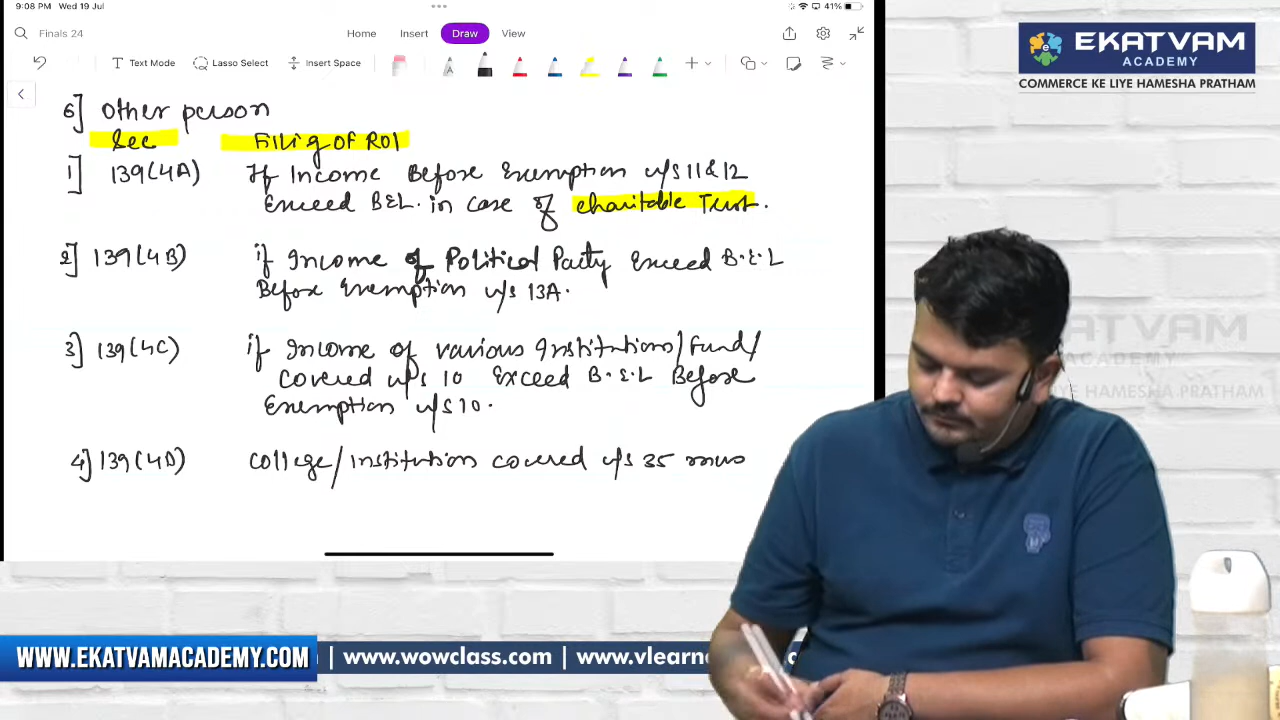 9:08 PM Wed 19 Jul
41%
Finals 24
Home Insert Draw View
Text Mode Lasso Select Insert Space
EKATVAM
ACADEMY
COMMERCE KE LIYE HAMESHA PRATHAM
6] Other person
Sec Filing OF ROI
1] 139(4A) If Income Before Exemption u/s 11 & 12
Exceed BEL. in case of charitable Trust.
2] 139(4B) if Income of Political Party Exceed B.E.L
Before Exemption u/s 13A.
3] 139(4C) if Income of various Institutions/Fund/
Covered u/s 10 Exceed B.E.L Before
Exemption u/s 10.
4] 139(4D) College/Institution covered u/s 35
ATVAM
ACADEMY
HAMESHA PRATHAM
WWW.EKATVAMACADEMY.COM | www.wowclass.com | www.vlearn